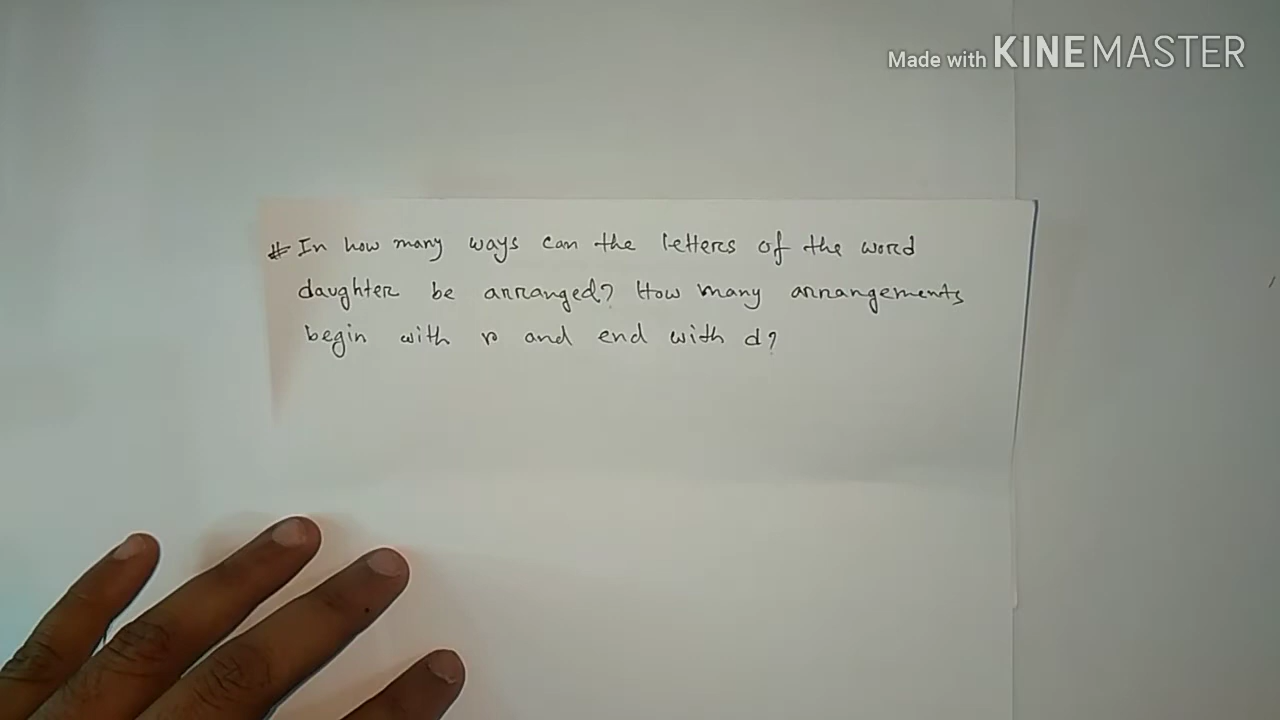 Made with KINEMASTER
# In how many ways can the letters of the word
daughter be arranged? How many arrangements
begin with r and end with d?